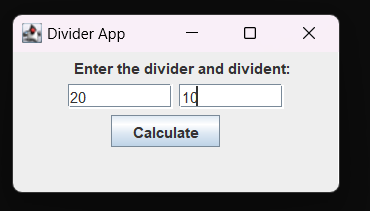 Divider App
Enter the divider and divident:
20 10
Calculate